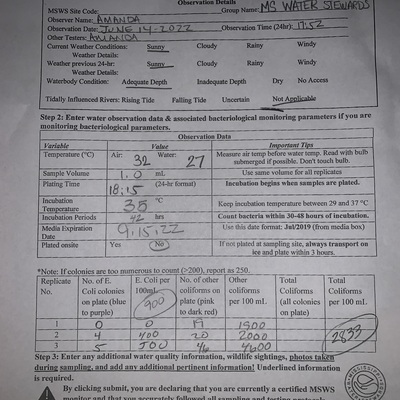 Observation Details
MSWS Site Code: Group Name: MS WATER STEWARDS
Observer Name: AMANDA
Observation Date: JUNE 14-2022 Observation Time (24hr): 17:52
Other Testers: AMANDA
Current Weather Conditions: Sunny Cloudy Rainy Windy
Weather Details:
Weather previous 24-hr: Sunny Cloudy Rainy Windy
Weather Details:
Waterbody Condition: Adequate Depth Inadequate Depth Dry No Access
Tidally Influenced Rivers: Rising Tide Falling Tide Uncertain Not Applicable
Step 2: Enter water observation data & associated bacteriological monitoring parameters if you are
monitoring bacteriological parameters.
Observation Data
Variable Value Important Tips
Temperature (°C) Air: 32 Water: 27 Measure air temp before water temp. Read with bulb
submerged if possible. Don't touch bulb.
Sample Volume 1.0 mL Use same volume for all replicates
Plating Time 18:15 (24-hr format) Incubation begins when samples are plated.
Incubation
Temperature 35 °C Keep incubation temperature between 29 and 37 °C
Incubation Periods 42 hrs Count bacteria within 30-48 hours of incubation.
Media Expiration
Date 9.15.22 Use this date format: Jul/2019 (from media box)
Plated onsite Yes No If not plated at sampling site, always transport on
ice and plate within 3 hours.
*Note: If colonies are too numerous to count (>200), report as 250.
Replicate
No. No. of E.
Coli colonies
on plate (blue
to purple) E. Coli per
100mL
900 No. of other
coliforms on
plate (pink
to dark red) Other
coliforms
per 100 mL Total
Coliforms
(all colonies
on plate) Total
Coliforms
per 100 mL
1 0 0 19 1900
2 4 400 20 2000 2833
3 5 500 46 4600
Step 3: Enter any additional water quality information, wildlife sightings, photos taken
during sampling, and add any additional pertinent information! Underlined information
is required.
By clicking submit, you are declaring that you are currently a certified MSWS
monitor and that you accurately followed all sampling and testing protocols